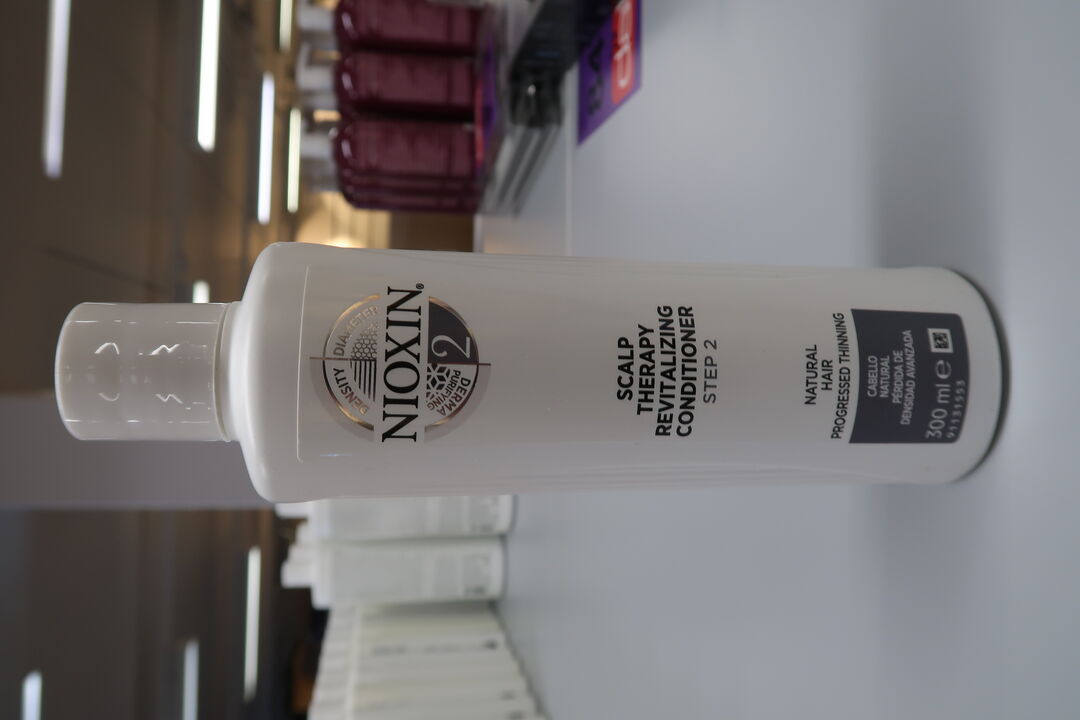 DENSITY
DIAMETER
NIOXIN®
DERMA
PURIFYING
2
SCALP
THERAPY
REVITALIZING
CONDITIONER
STEP 2
NATURAL
HAIR
PROGRESSED THINNING
CABELLO
NATURAL
PÉRDIDA DE
DENSIDAD AVANZADA
300 ml e
91131553